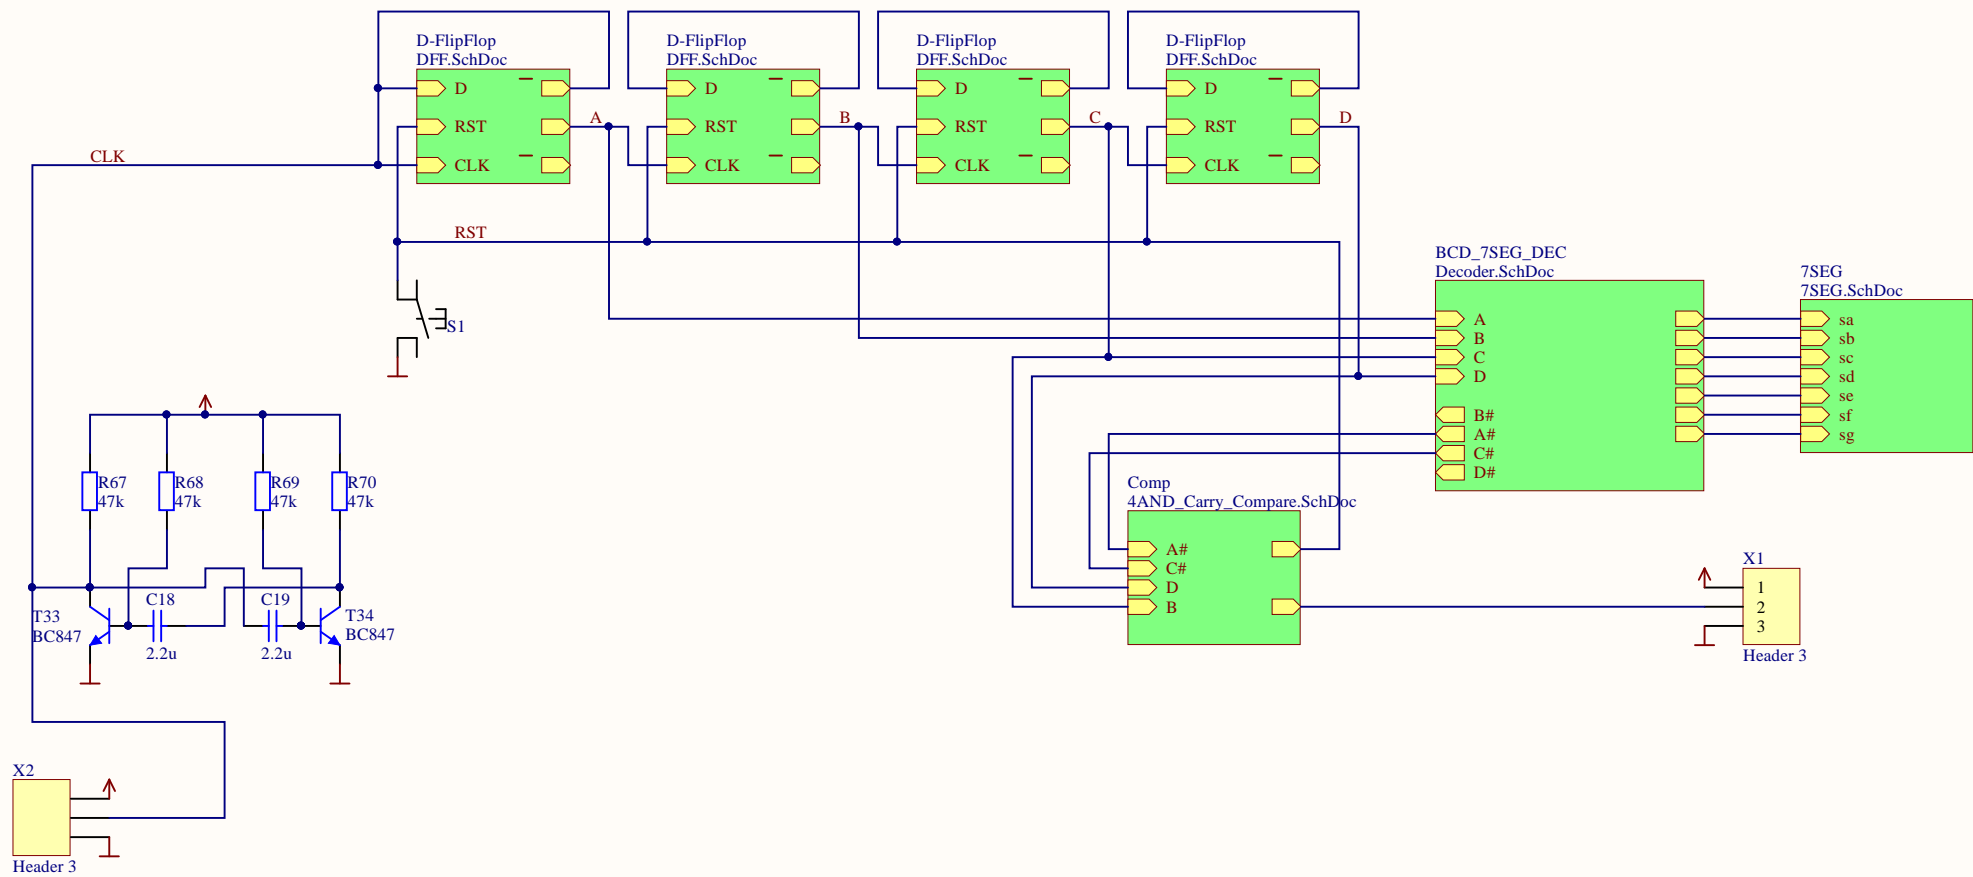 D-FlipFlop
DFF.SchDoc
D
RST
CLK
D-FlipFlop
DFF.SchDoc
D
RST
CLK
D-FlipFlop
DFF.SchDoc
D
RST
CLK
D-FlipFlop
DFF.SchDoc
D
RST
CLK
A
B
C
D
CLK
RST
S1
BCD_7SEG_DEC
Decoder.SchDoc
A
B
C
D
B#
A#
C#
D#
7SEG
7SEG.SchDoc
sa
sb
sc
sd
se
sf
sg
R67
47k
R68
47k
R69
47k
R70
47k
T33
BC847
C18
2.2u
C19
2.2u
T34
BC847
Comp
4AND_Carry_Compare.SchDoc
A#
C#
D
B
X1
1
2
3
Header 3
X2
Header 3